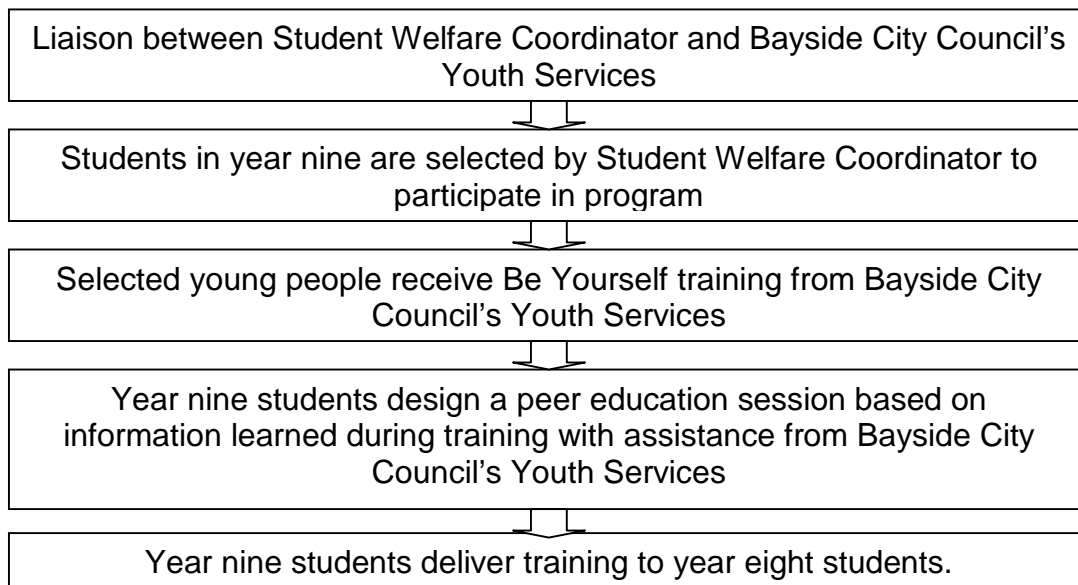 Liaison between Student Welfare Coordinator and Bayside City Council’s
Youth Services
Students in year nine are selected by Student Welfare Coordinator to
participate in program
Selected young people receive Be Yourself training from Bayside City
Council’s Youth Services
Year nine students design a peer education session based on
information learned during training with assistance from Bayside City
Council’s Youth Services
Year nine students deliver training to year eight students.